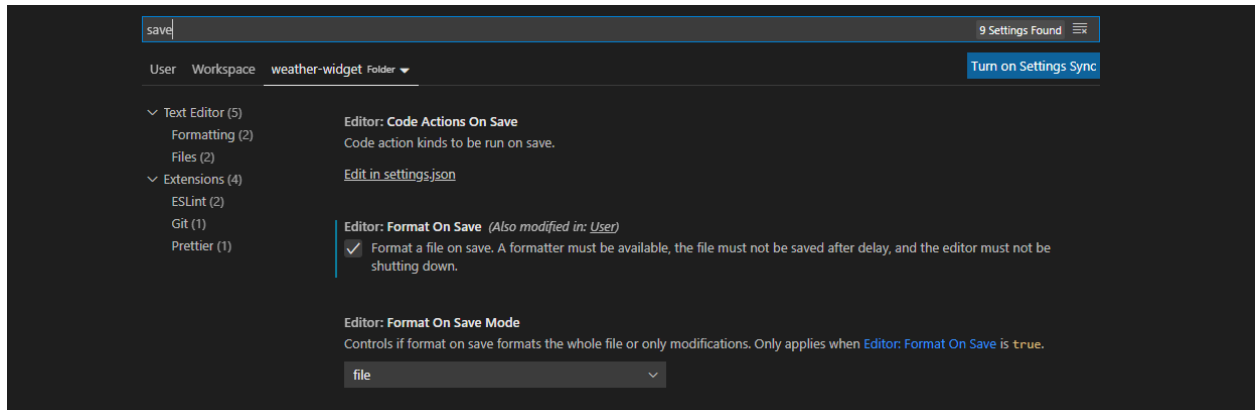 save
9 Settings Found
User Workspace weather-widget Folder
Turn on Settings Sync
Text Editor (5)
Formatting (2)
Files (2)
Extensions (4)
ESLint (2)
Git (1)
Prettier (1)
Editor: Code Actions On Save
Code action kinds to be run on save.
Edit in settings.json
Editor: Format On Save (Also modified in: User)
Format a file on save. A formatter must be available, the file must not be saved after delay, and the editor must not be
shutting down.
Editor: Format On Save Mode
Controls if format on save formats the whole file or only modifications. Only applies when Editor: Format On Save is true.
file